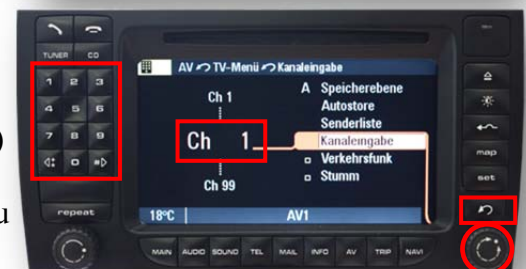 TUNER CD
1 2 3
4 5 6
7 8 9
0
repeat
)
u
AV TV-Menü Kanaleingabe
Ch 1
Ch 1
Ch 99
A Speicherebene
Autostore
Senderliste
Kanaleingabe
Verkehrsfunk
Stumm
18°C AV1
MAIN AUDIO SOUND TEL MAIL INFO AV TRIP NAVI
map
set